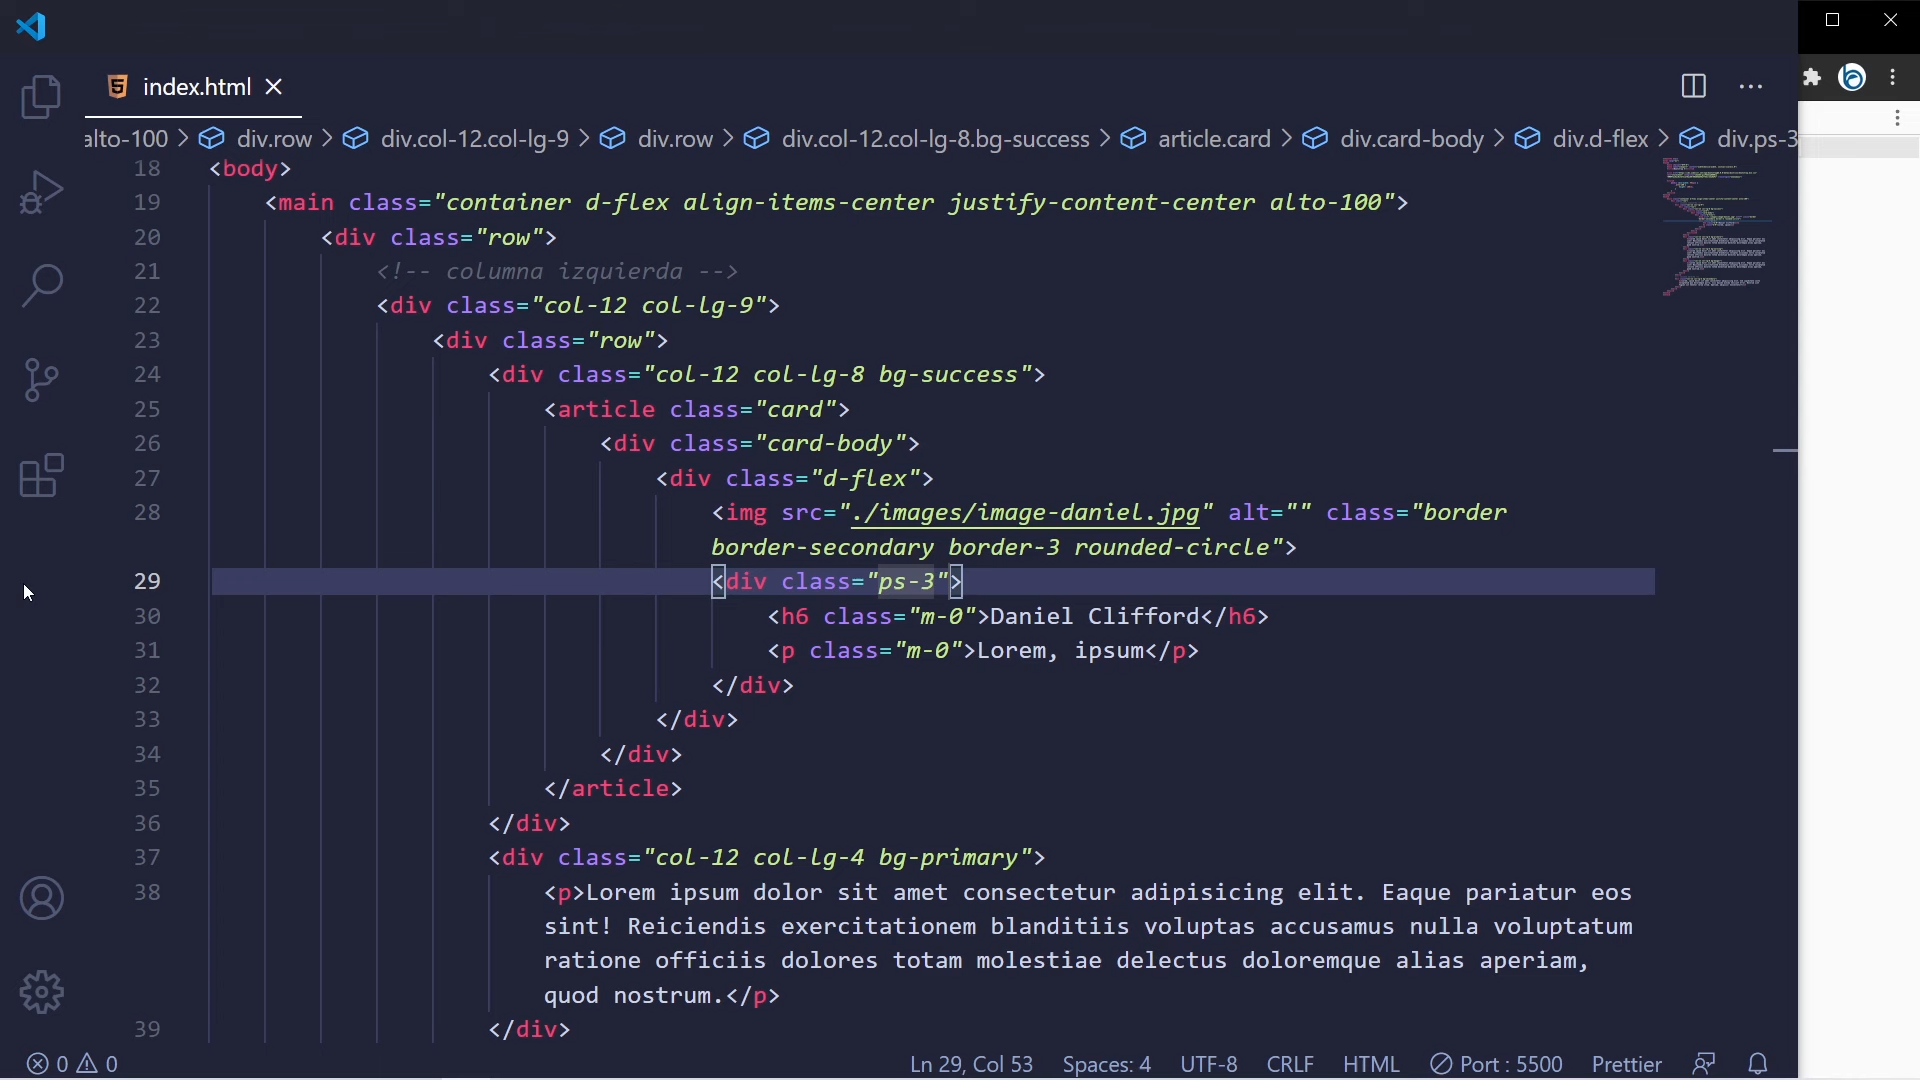 index.html
alto-100 > div.row > div.col-12.col-lg-9 > div.row > div.col-12.col-lg-8.bg-success > article.card > div.card-body > div.d-flex > div.ps-3
18 <body>
19 <main class="container d-flex align-items-center justify-content-center alto-100">
20 <div class="row">
21 <!-- columna izquierda -->
22 <div class="col-12 col-lg-9">
23 <div class="row">
24 <div class="col-12 col-lg-8 bg-success">
25 <article class="card">
26 <div class="card-body">
27 <div class="d-flex">
28 <img src="./images/image-daniel.jpg" alt="" class="border
border-secondary border-3 rounded-circle">
29 <div class="ps-3">
30 <h6 class="m-0">Daniel Clifford</h6>
31 <p class="m-0">Lorem, ipsum</p>
32 </div>
33 </div>
34 </div>
35 </article>
36 </div>
37 <div class="col-12 col-lg-4 bg-primary">
38 <p>Lorem ipsum dolor sit amet consectetur adipisicing elit. Eaque pariatur eos
sint! Reiciendis exercitationem blanditiis voluptas accusamus nulla voluptatum
ratione officiis dolores totam molestiae delectus doloremque alias aperiam,
quod nostrum.</p>
39 </div>
0 0 Ln 29, Col 53 Spaces: 4 UTF-8 CRLF HTML Port : 5500 Prettier